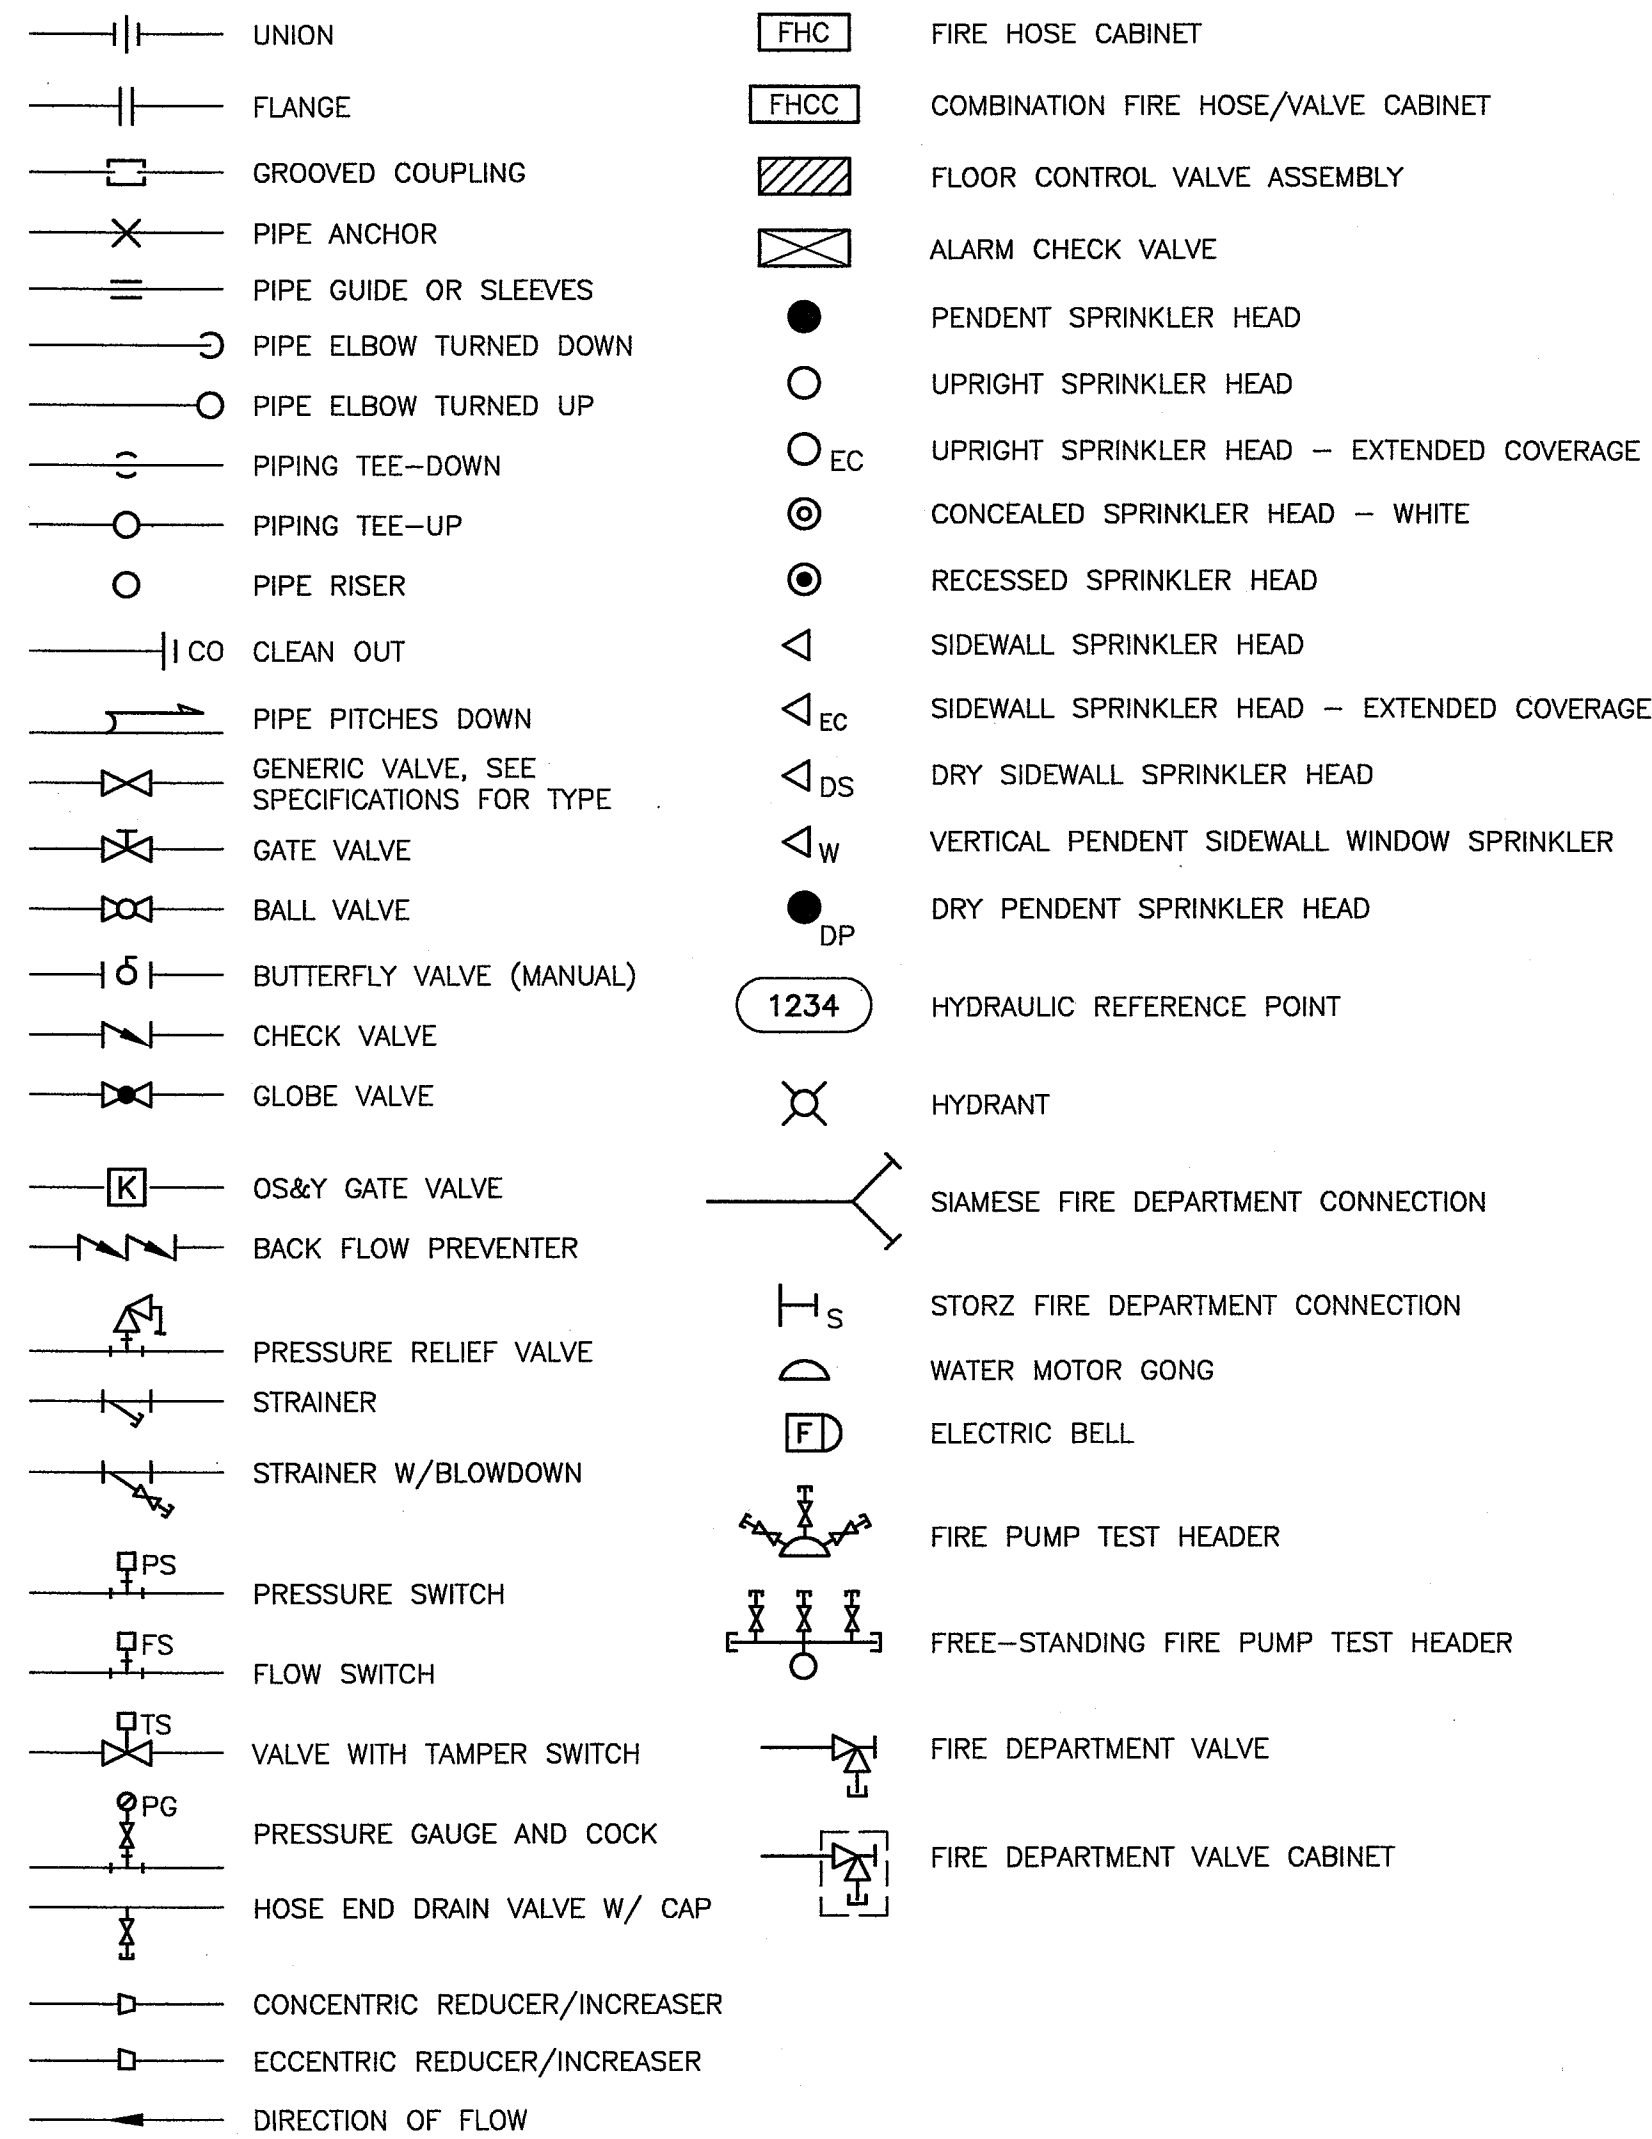 UNION
FLANGE
GROOVED COUPLING
PIPE ANCHOR
PIPE GUIDE OR SLEEVES
PIPE ELBOW TURNED DOWN
PIPE ELBOW TURNED UP
PIPING TEE-DOWN
PIPING TEE-UP
PIPE RISER
CO CLEAN OUT
PIPE PITCHES DOWN
GENERIC VALVE, SEE
SPECIFICATIONS FOR TYPE
GATE VALVE
BALL VALVE
BUTTERFLY VALVE (MANUAL)
CHECK VALVE
GLOBE VALVE
K OS&Y GATE VALVE
BACK FLOW PREVENTER
PRESSURE RELIEF VALVE
STRAINER
STRAINER W/BLOWDOWN
PS
PRESSURE SWITCH
FS
FLOW SWITCH
TS
VALVE WITH TAMPER SWITCH
PG
PRESSURE GAUGE AND COCK
HOSE END DRAIN VALVE W/ CAP
CONCENTRIC REDUCER/INCREASER
ECCENTRIC REDUCER/INCREASER
DIRECTION OF FLOW
FHC FIRE HOSE CABINET
FHCC COMBINATION FIRE HOSE/VALVE CABINET
FLOOR CONTROL VALVE ASSEMBLY
ALARM CHECK VALVE
PENDENT SPRINKLER HEAD
UPRIGHT SPRINKLER HEAD
EC UPRIGHT SPRINKLER HEAD - EXTENDED COVERAGE
CONCEALED SPRINKLER HEAD - WHITE
RECESSED SPRINKLER HEAD
SIDEWALL SPRINKLER HEAD
EC SIDEWALL SPRINKLER HEAD - EXTENDED COVERAGE
DS DRY SIDEWALL SPRINKLER HEAD
W VERTICAL PENDENT SIDEWALL WINDOW SPRINKLER
DP DRY PENDENT SPRINKLER HEAD
1234 HYDRAULIC REFERENCE POINT
HYDRANT
SIAMESE FIRE DEPARTMENT CONNECTION
S STORZ FIRE DEPARTMENT CONNECTION
WATER MOTOR GONG
F ELECTRIC BELL
FIRE PUMP TEST HEADER
FREE-STANDING FIRE PUMP TEST HEADER
FIRE DEPARTMENT VALVE
FIRE DEPARTMENT VALVE CABINET